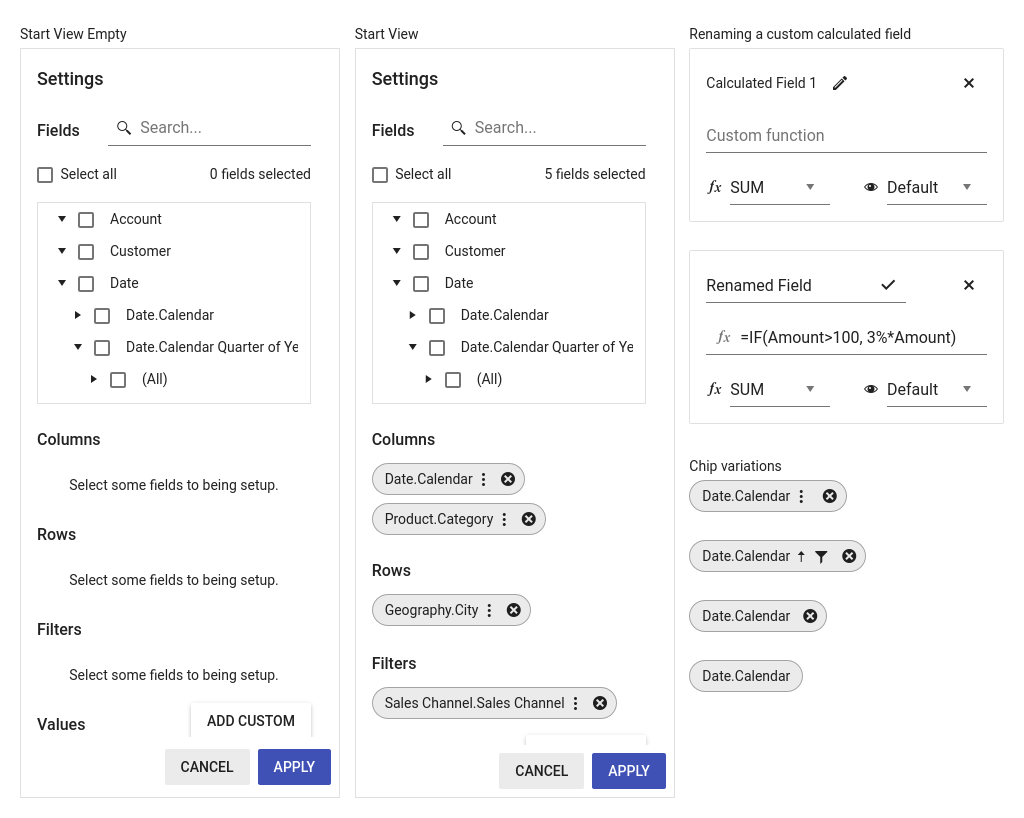 Start View Empty
Settings
Fields
Search...
Select all
0 fields selected
Account
Customer
Date
Date.Calendar
Date.Calendar Quarter of Ye
(All)
Columns
Select some fields to being setup.
Rows
Select some fields to being setup.
Filters
Select some fields to being setup.
Values
ADD CUSTOM
CANCEL
APPLY
Start View
Settings
Fields
Search...
Select all
5 fields selected
Account
Customer
Date
Date.Calendar
Date.Calendar Quarter of Ye
(All)
Columns
Date.Calendar
Product.Category
Rows
Geography.City
Filters
Sales Channel.Sales Channel
CANCEL
APPLY
Renaming a custom calculated field
Calculated Field 1
Custom function
fx SUM
Default
Renamed Field
fx =IF(Amount>100, 3%*Amount)
fx SUM
Default
Chip variations
Date.Calendar
Date.Calendar
Date.Calendar
Date.Calendar